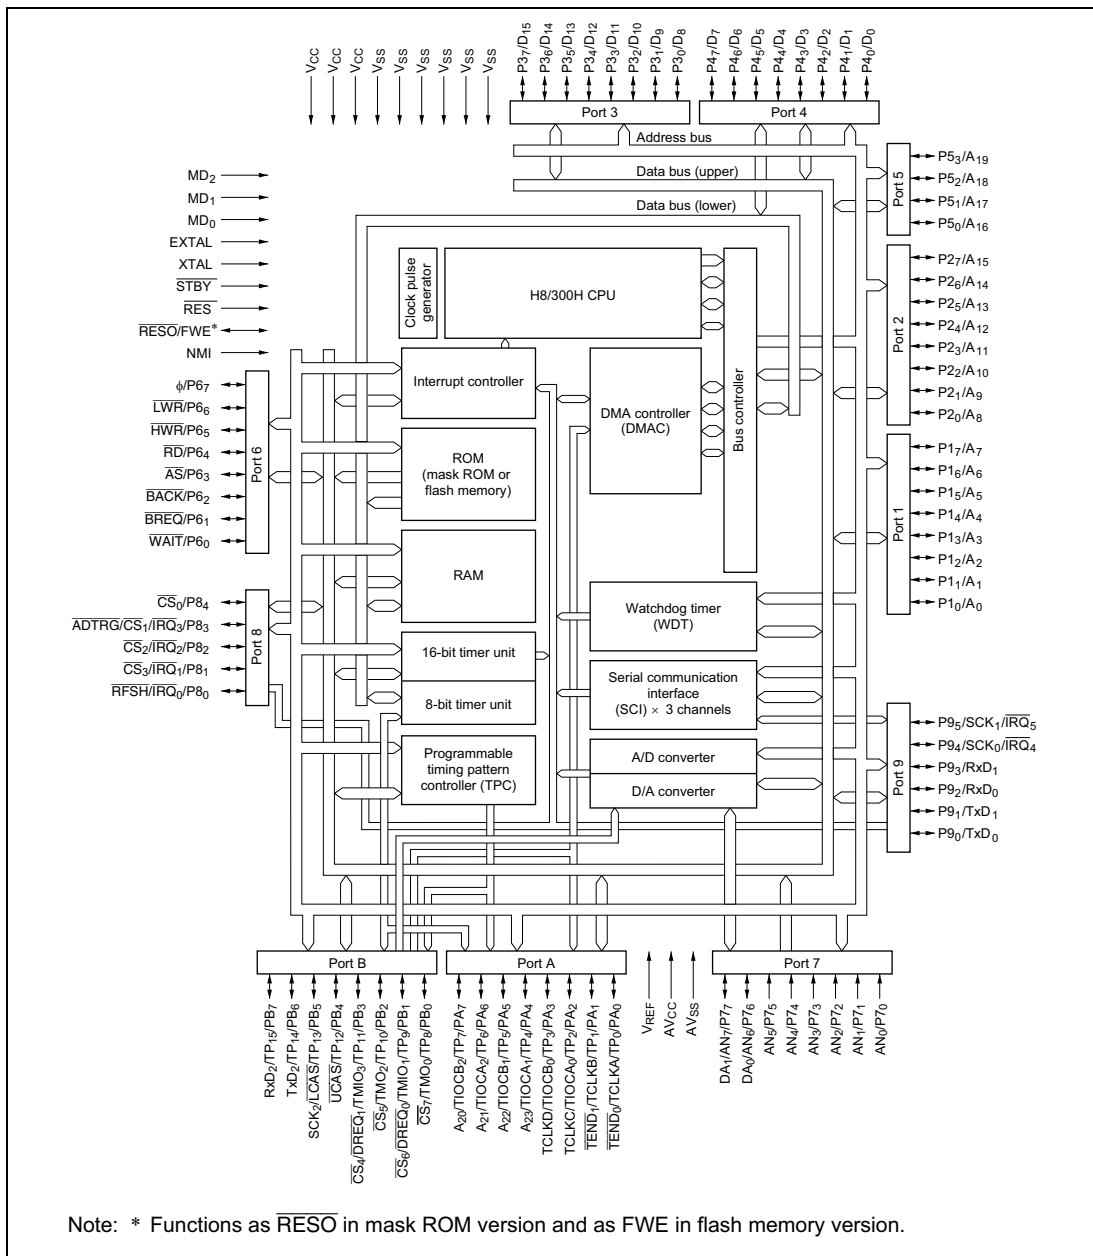 VCC
VCC
VCC
VSS
VSS
VSS
VSS
VSS
VSS
P37/D15
P36/D14
P35/D13
P34/D12
P33/D11
P32/D10
P31/D9
P30/D8
P47/D7
P46/D6
P45/D5
P44/D4
P43/D3
P42/D2
P41/D1
P40/D0
Port 3
Port 4
Address bus
Data bus (upper)
Data bus (lower)
MD2
MD1
MD0
EXTAL
XTAL
STBY
RES
RESO/FWE*
NMI
φ/P67
LWR/P66
HWR/P65
RD/P64
AS/P63
BACK/P62
BREQ/P61
WAIT/P60
Port 6
CS0/P84
ADTRG/CS1/IRQ3/P83
CS2/IRQ2/P82
CS3/IRQ1/P81
RFSH/IRQ0/P80
Port 8
Clock pulse
generator
H8/300H CPU
Interrupt controller
ROM
(mask ROM or
flash memory)
RAM
16-bit timer unit
8-bit timer unit
Programmable
timing pattern
controller (TPC)
DMA controller
(DMAC)
Bus controller
Watchdog timer
(WDT)
Serial communication
interface
(SCI) × 3 channels
A/D converter
D/A converter
Port 5
P53/A19
P52/A18
P51/A17
P50/A16
Port 2
P27/A15
P26/A14
P25/A13
P24/A12
P23/A11
P22/A10
P21/A9
P20/A8
Port 1
P17/A7
P16/A6
P15/A5
P14/A4
P13/A3
P12/A2
P11/A1
P10/A0
Port 9
P95/SCK1/IRQ5
P94/SCK0/IRQ4
P93/RxD1
P92/RxD0
P91/TxD1
P90/TxD0
Port B
Port A
Port 7
RxD2/TP15/PB7
TxD2/TP14/PB6
SCK2/LCAS/TP13/PB5
UCAS/TP12/PB4
CS4/DREQ1/TMIO3/TP11/PB3
CS5/TMO2/TP10/PB2
CS6/DREQ0/TMIO1/TP9/PB1
CS7/TMO0/TP8/PB0
A20/TIOCB2/TP7/PA7
A21/TIOCA2/TP6/PA6
A22/TIOCB1/TP5/PA5
A23/TIOCA1/TP4/PA4
TCLKD/TIOCB0/TP3/PA3
TCLKC/TIOCA0/TP2/PA2
TEND1/TCLKB/TP1/PA1
TEND0/TCLKA/TP0/PA0
VREF
AVCC
AVSS
DA1/AN7/P77
DA0/AN6/P76
AN5/P75
AN4/P74
AN3/P73
AN2/P72
AN1/P71
AN0/P70
Note: * Functions as RESO in mask ROM version and as FWE in flash memory version.